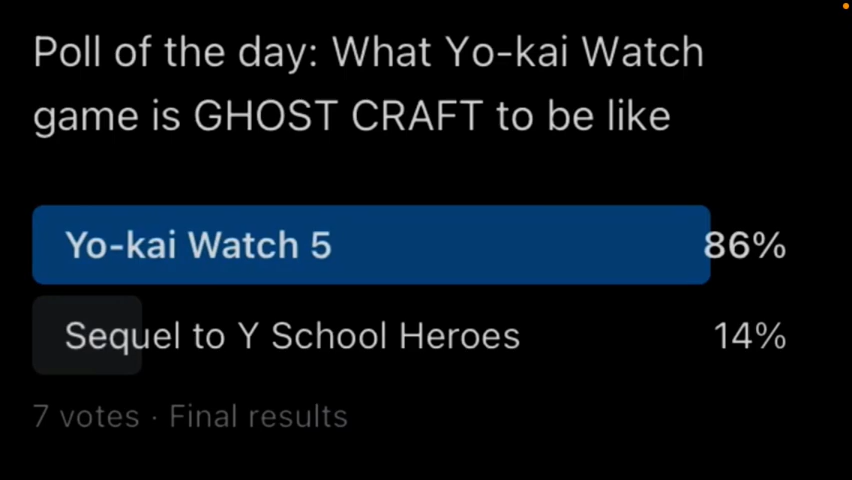 Poll of the day: What Yo-kai Watch
game is GHOST CRAFT to be like
Yo-kai Watch 5 86%
Sequel to Y School Heroes 14%
7 votes · Final results